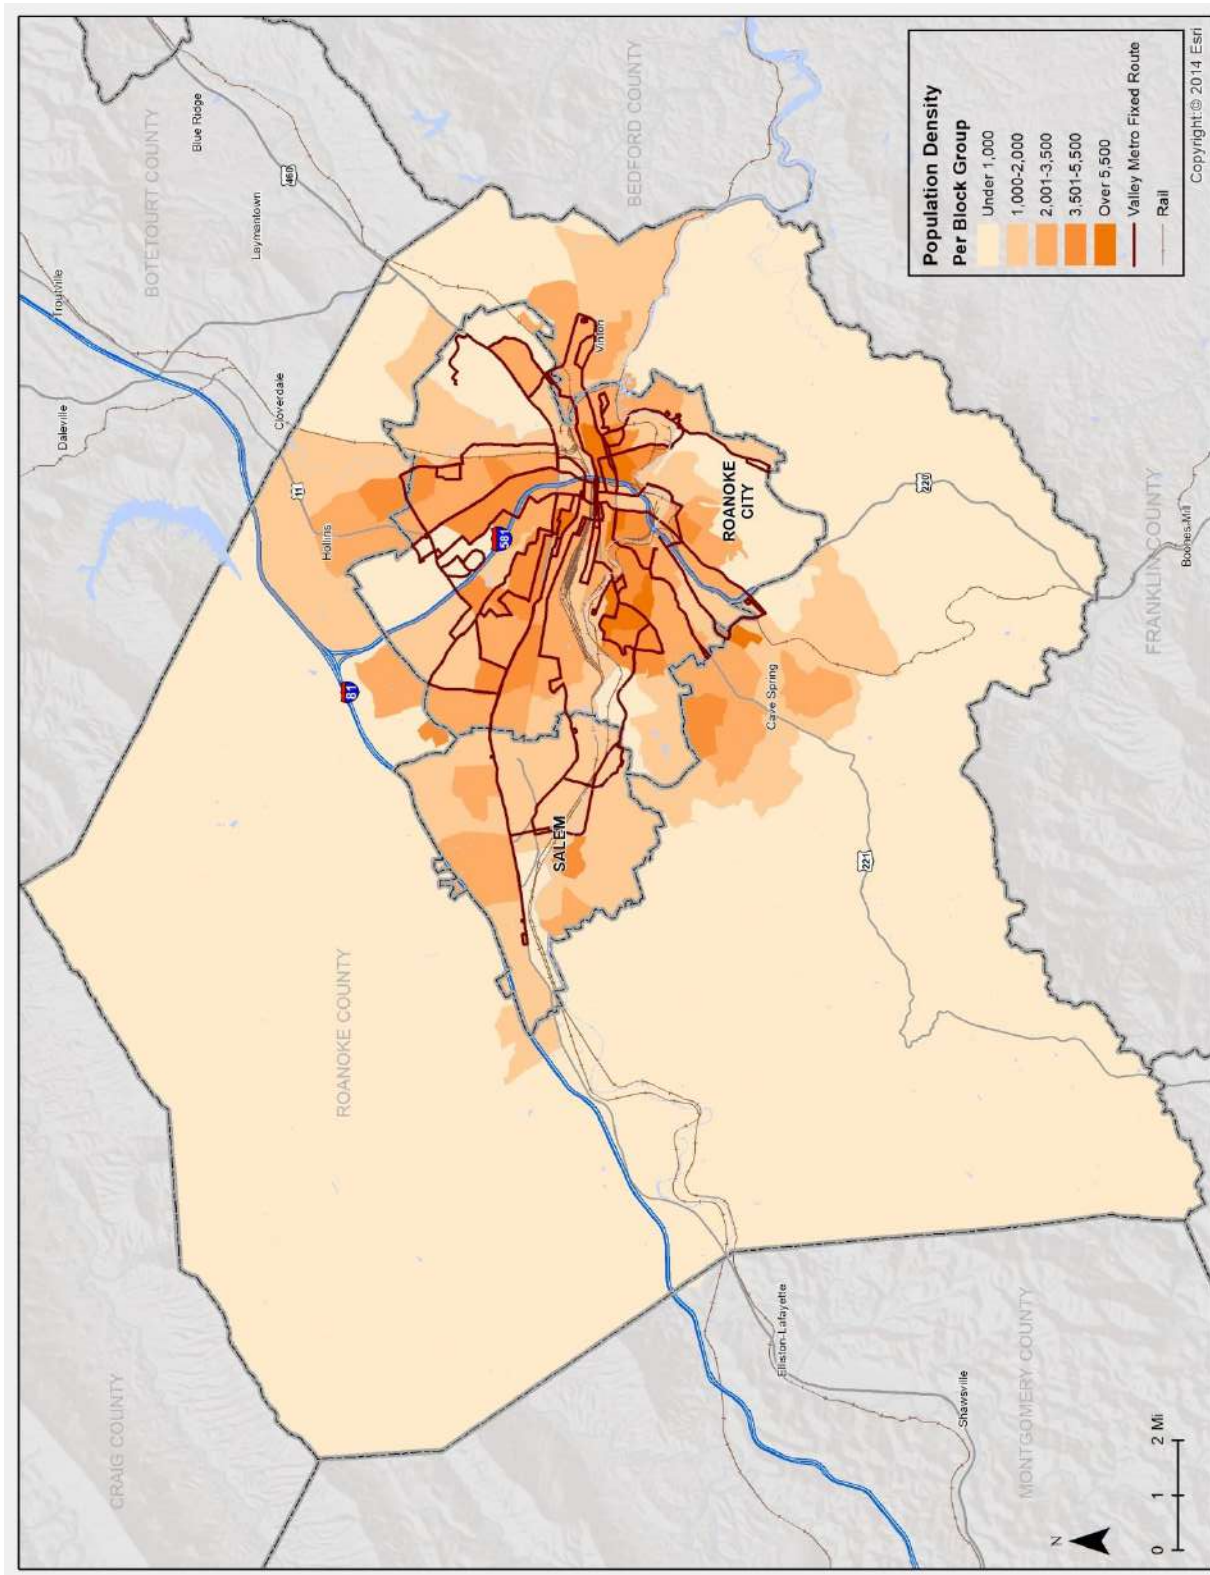 CRAIG COUNTY
BOTETOURT COUNTY
Troutville
Daleville
Blue Ridge
Laymantown
460
Cloverdale
11
Hollins
81
581
ROANOKE COUNTY
BEDFORD COUNTY
Vinton
SALEM
ROANOKE
CITY
Cave Spring
220
221
Elliston-Lafayette
Shawsville
MONTGOMERY COUNTY
FRANKLIN COUNTY
Boones Mill
N
0 1 2 Mi
Population Density
Per Block Group
Under 1,000
1,000-2,000
2,001-3,500
3,501-5,500
Over 5,500
Valley Metro Fixed Route
Rail
Copyright:© 2014 Esri